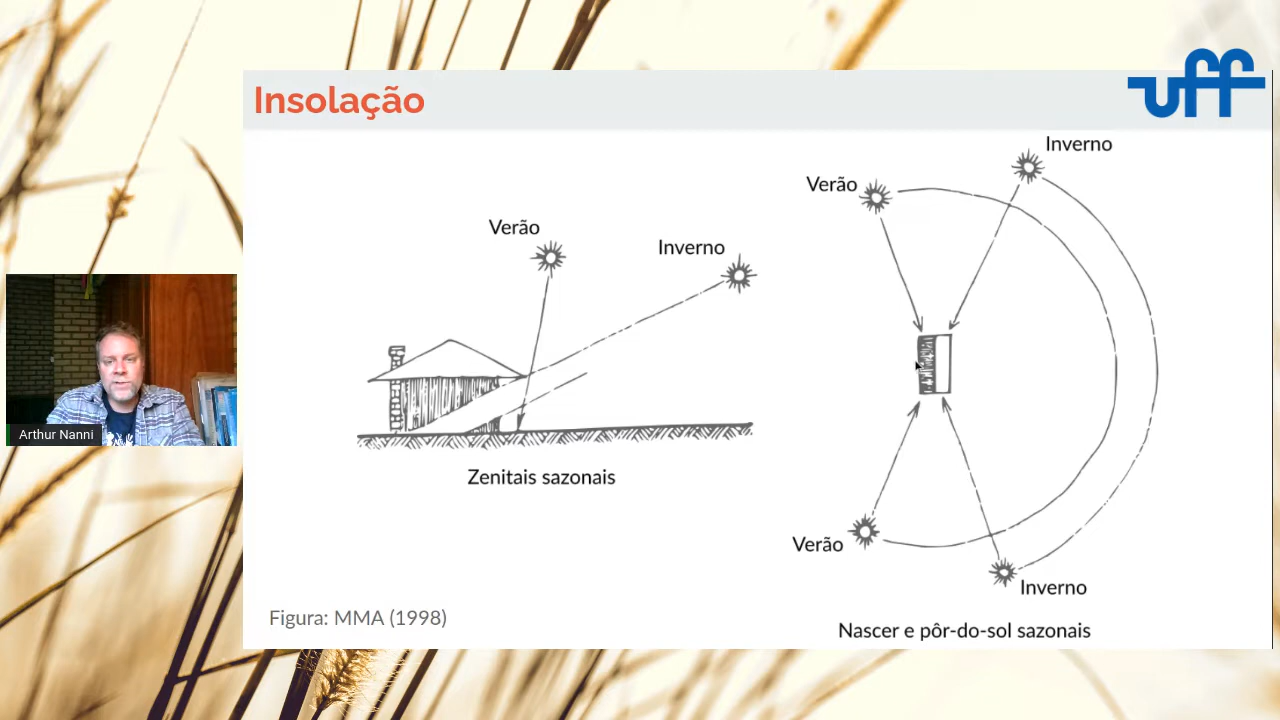 Insolação
uff
Verão
Inverno
Zenitais sazonais
Inverno
Verão
Verão
Inverno
Nascer e pôr-do-sol sazonais
Figura: MMA (1998)
Arthur Nanni